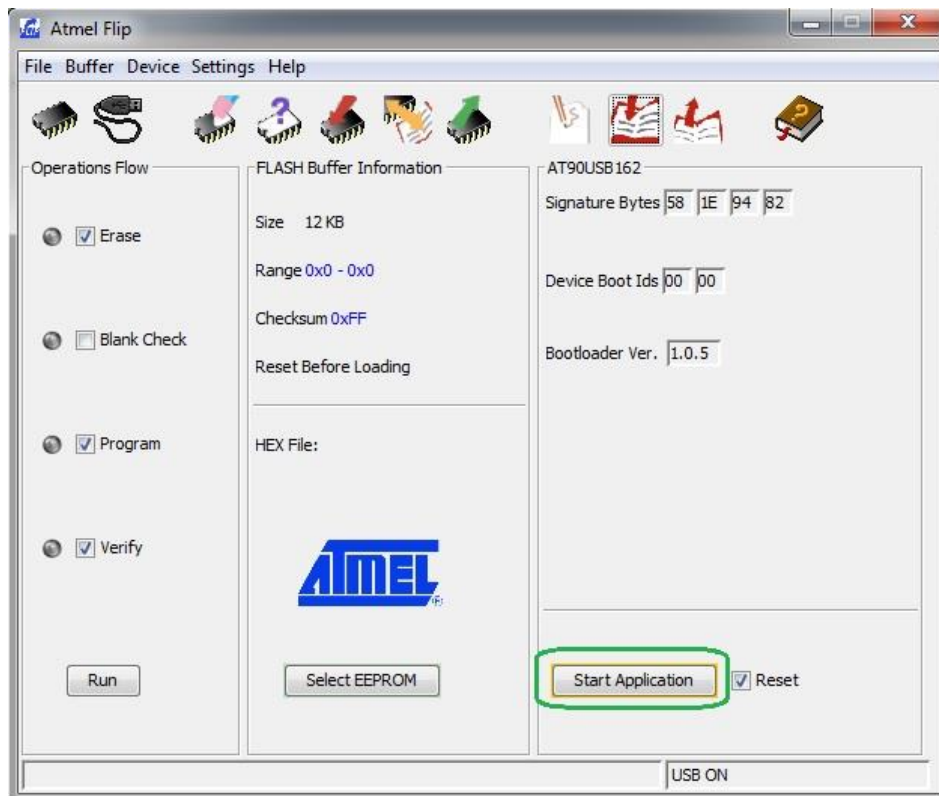 Atmel Flip
File Buffer Device Settings Help
Operations Flow
Erase
Blank Check
Program
Verify
Run
FLASH Buffer Information
Size 12 KB
Range 0x0 - 0x0
Checksum 0xFF
Reset Before Loading
HEX File:
ATMEL
®
Select EEPROM
AT90USB162
Signature Bytes 58 1E 94 82
Device Boot Ids 00 00
Bootloader Ver. 1.0.5
Start Application Reset
USB ON